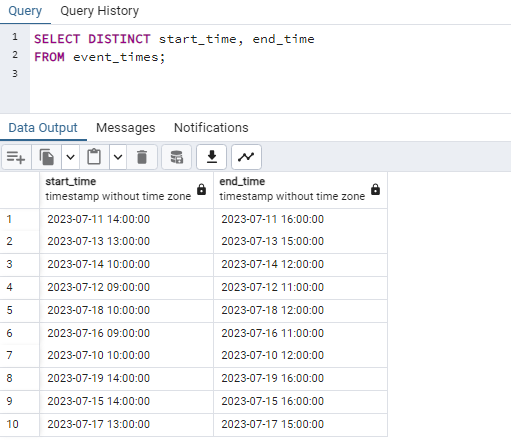 Query Query History
1 SELECT DISTINCT start_time, end_time
2 FROM event_times;
3
Data Output Messages Notifications
start_time end_time
timestamp without time zone timestamp without time zone
1 2023-07-11 14:00:00 2023-07-11 16:00:00
2 2023-07-13 13:00:00 2023-07-13 15:00:00
3 2023-07-14 10:00:00 2023-07-14 12:00:00
4 2023-07-12 09:00:00 2023-07-12 11:00:00
5 2023-07-18 10:00:00 2023-07-18 12:00:00
6 2023-07-16 09:00:00 2023-07-16 11:00:00
7 2023-07-10 10:00:00 2023-07-10 12:00:00
8 2023-07-19 14:00:00 2023-07-19 16:00:00
9 2023-07-15 14:00:00 2023-07-15 16:00:00
10 2023-07-17 13:00:00 2023-07-17 15:00:00